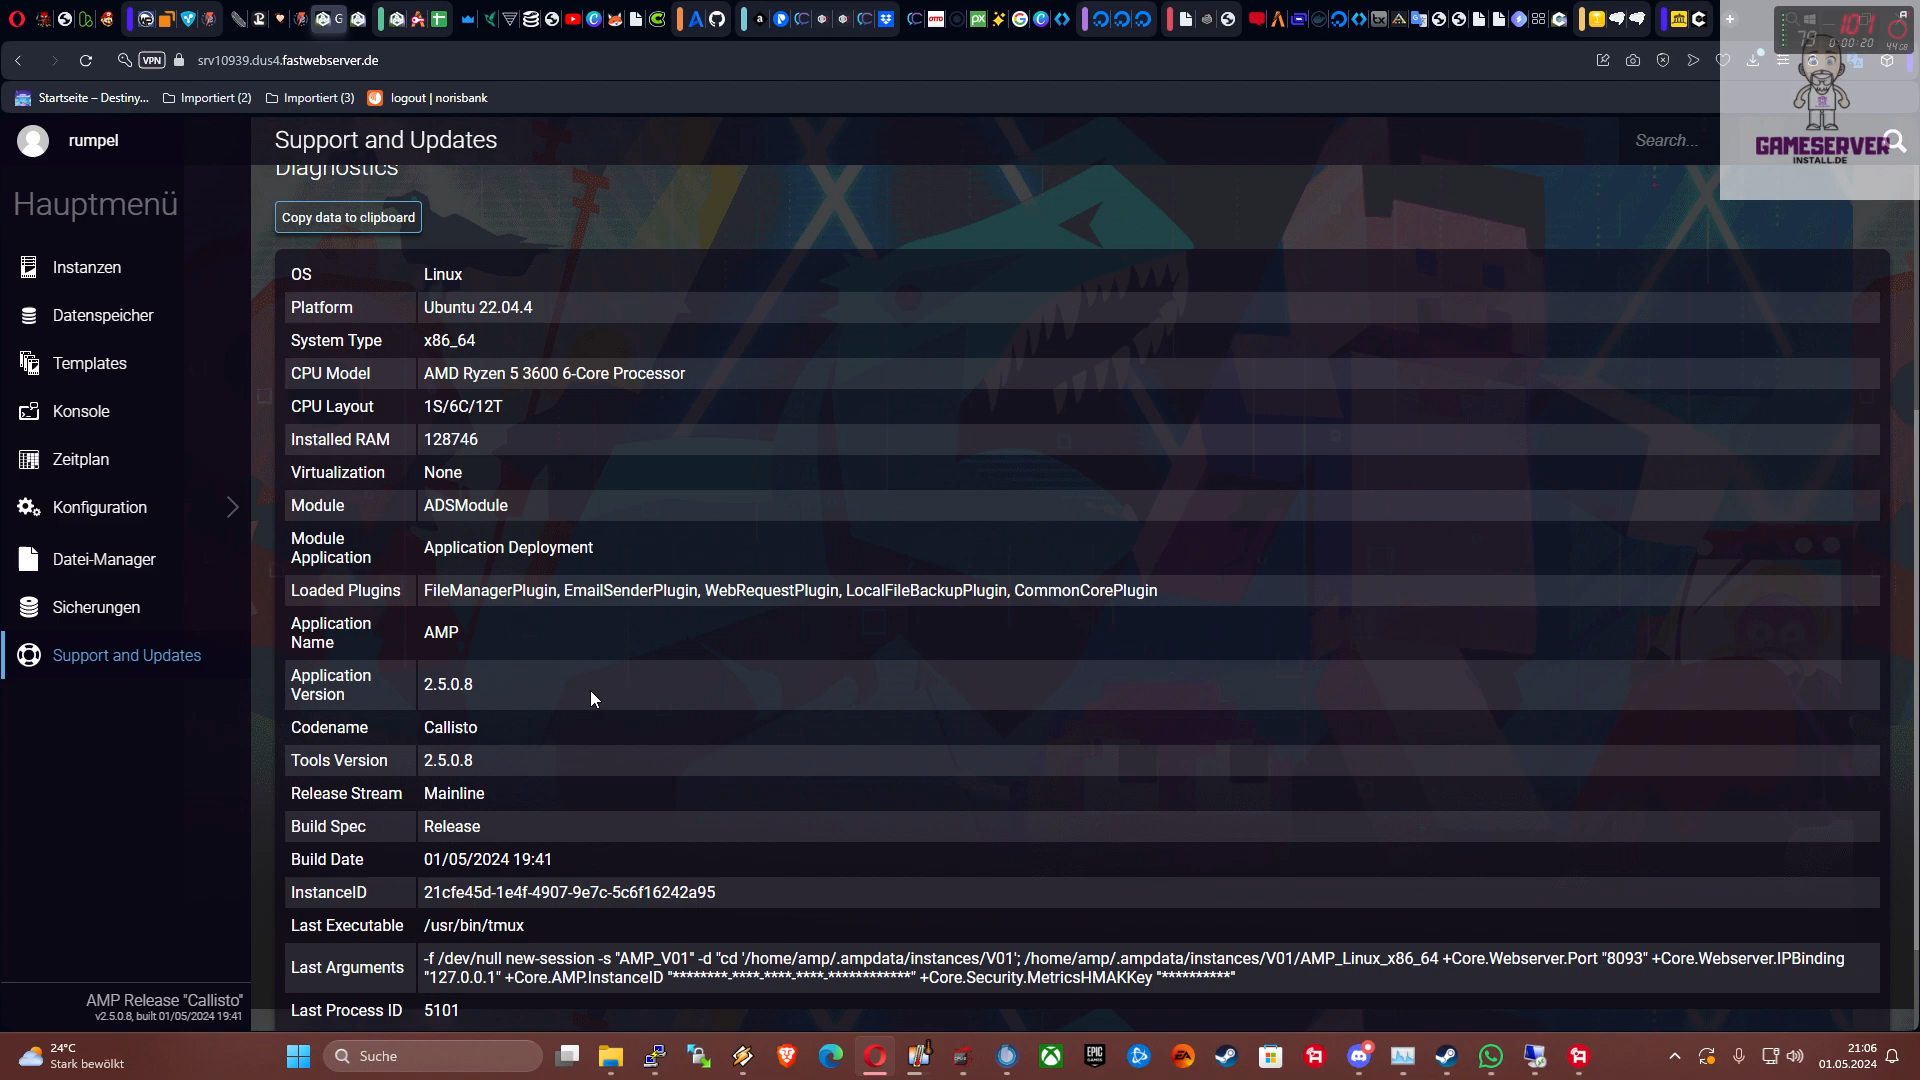 101
79
0:00:20
44 GB
VPN
srv10939.dus4.fastwebserver.de
Startseite – Destiny...
Importiert (2)
Importiert (3)
logout | norisbank
rumpel
Support and Updates
Search...
GAMESERVER
INSTALL.DE
Hauptmenü
Instanzen
Datenspeicher
Templates
Konsole
Zeitplan
Konfiguration
Datei-Manager
Sicherungen
Support and Updates
AMP Release "Callisto"
v2.5.0.8, built 01/05/2024 19:41
Diagnostics
Copy data to clipboard
OS Linux
Platform Ubuntu 22.04.4
System Type x86_64
CPU Model AMD Ryzen 5 3600 6-Core Processor
CPU Layout 1S/6C/12T
Installed RAM 128746
Virtualization None
Module ADSModule
Module
Application Application Deployment
Loaded Plugins FileManagerPlugin, EmailSenderPlugin, WebRequestPlugin, LocalFileBackupPlugin, CommonCorePlugin
Application
Name AMP
Application
Version 2.5.0.8
Codename Callisto
Tools Version 2.5.0.8
Release Stream Mainline
Build Spec Release
Build Date 01/05/2024 19:41
InstanceID 21cfe45d-1e4f-4907-9e7c-5c6f16242a95
Last Executable /usr/bin/tmux
Last Arguments -f /dev/null new-session -s "AMP_V01" -d "cd '/home/amp/.ampdata/instances/V01'; /home/amp/.ampdata/instances/V01/AMP_Linux_x86_64 +Core.Webserver.Port "8093" +Core.Webserver.IPBinding
"127.0.0.1" +Core.AMP.InstanceID "********-****-****-****-************" +Core.Security.MetricsHMAKKey "**********"
Last Process ID 5101
24°C
Stark bewölkt
Suche
21:06
01.05.2024